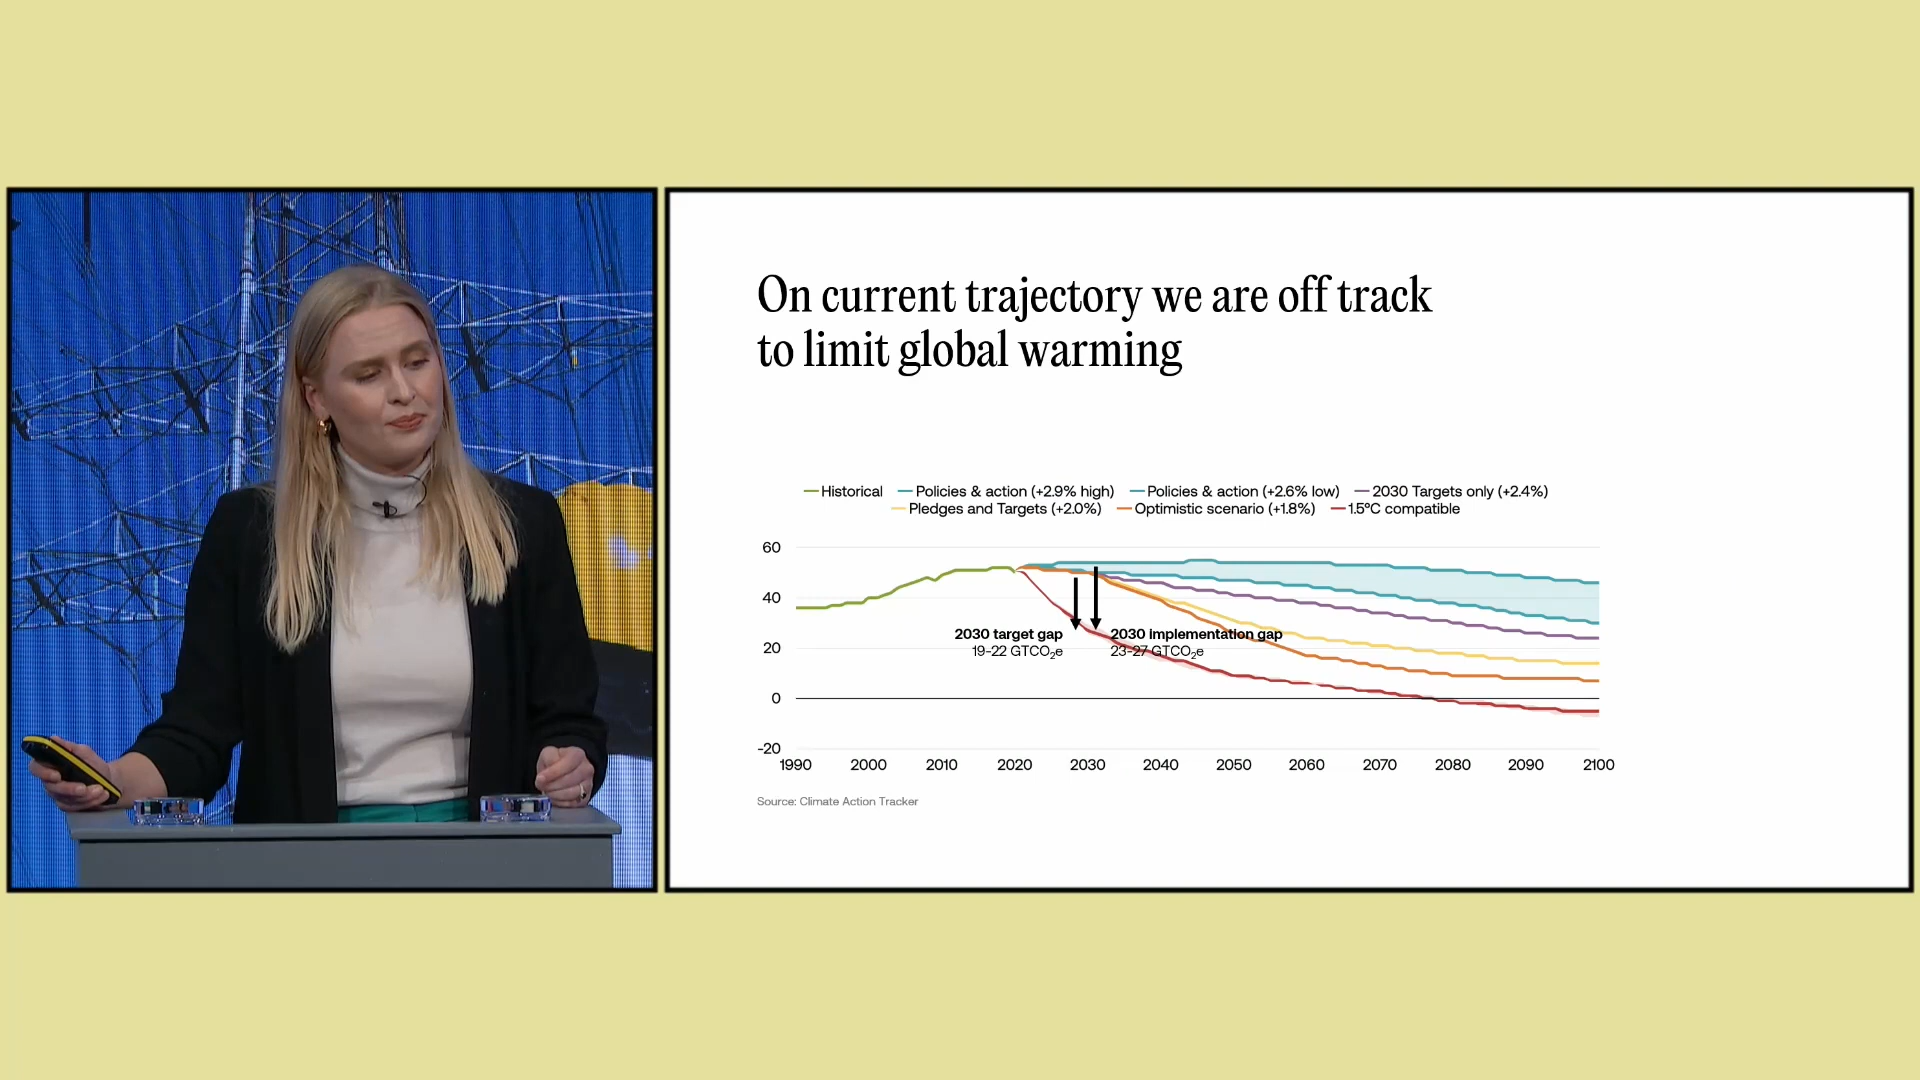 On current trajectory we are off track
to limit global warming
Historical Policies & action (+2.9% high) Policies & action (+2.6% low) 2030 Targets only (+2.4%)
Pledges and Targets (+2.0%) Optimistic scenario (+1.8%) 1.5°C compatible
60
40
20
0
-20
2030 target gap
19-22 GTCO₂e
2030 implementation gap
23-27 GTCO₂e
1990 2000 2010 2020 2030 2040 2050 2060 2070 2080 2090 2100
Source: Climate Action Tracker